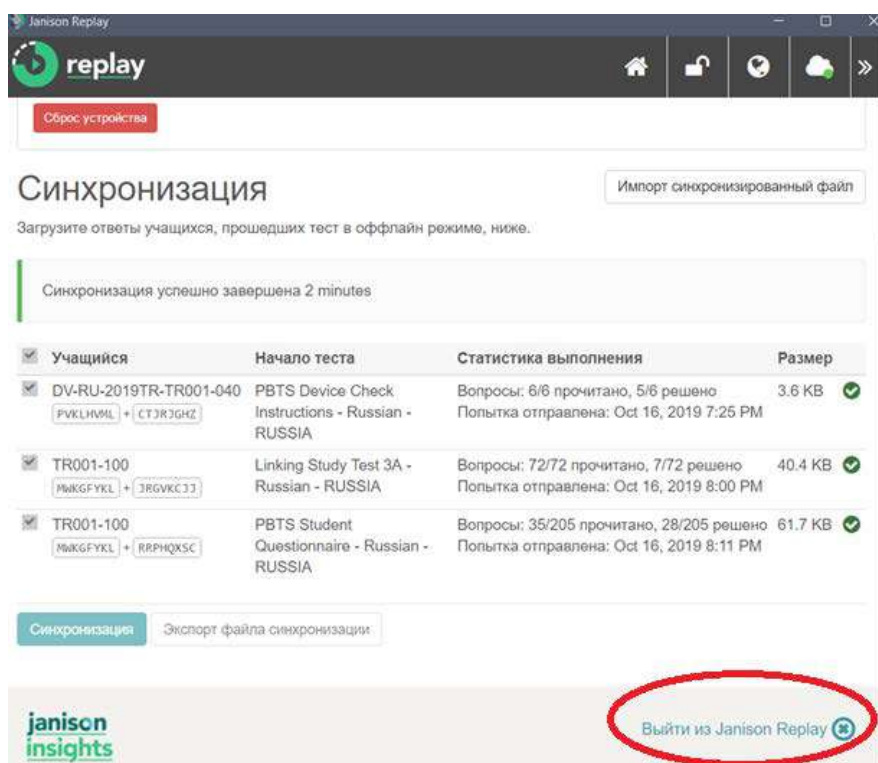 Janison Replay
replay
Сброс устройства
Синхронизация
Импорт синхронизированный файл
Загрузите ответы учащихся, прошедших тест в оффлайн режиме, ниже.
Синхронизация успешно завершена 2 minutes
Учащийся Начало теста Статистика выполнения Размер
DV-RU-2019TR-TR001-040 PBTS Device Check Вопросы: 6/6 прочитано, 5/6 решено 3.6 KB
PVKLHVML + CTJRJGHZ Instructions - Russian - Попытка отправлена: Oct 16, 2019 7:25 PM
RUSSIA
TR001-100 Linking Study Test 3A - Вопросы: 72/72 прочитано, 7/72 решено 40.4 KB
MWKGFYKL + JRGVKCJJ Russian - RUSSIA Попытка отправлена: Oct 16, 2019 8:00 PM
TR001-100 PBTS Student Вопросы: 35/205 прочитано, 28/205 решено 61.7 KB
MWKGFYKL + RRPHQXSC Questionnaire - Russian - Попытка отправлена: Oct 16, 2019 8:11 PM
RUSSIA
Синхронизация Экспорт файла синхронизации
janison
insights
Выйти из Janison Replay